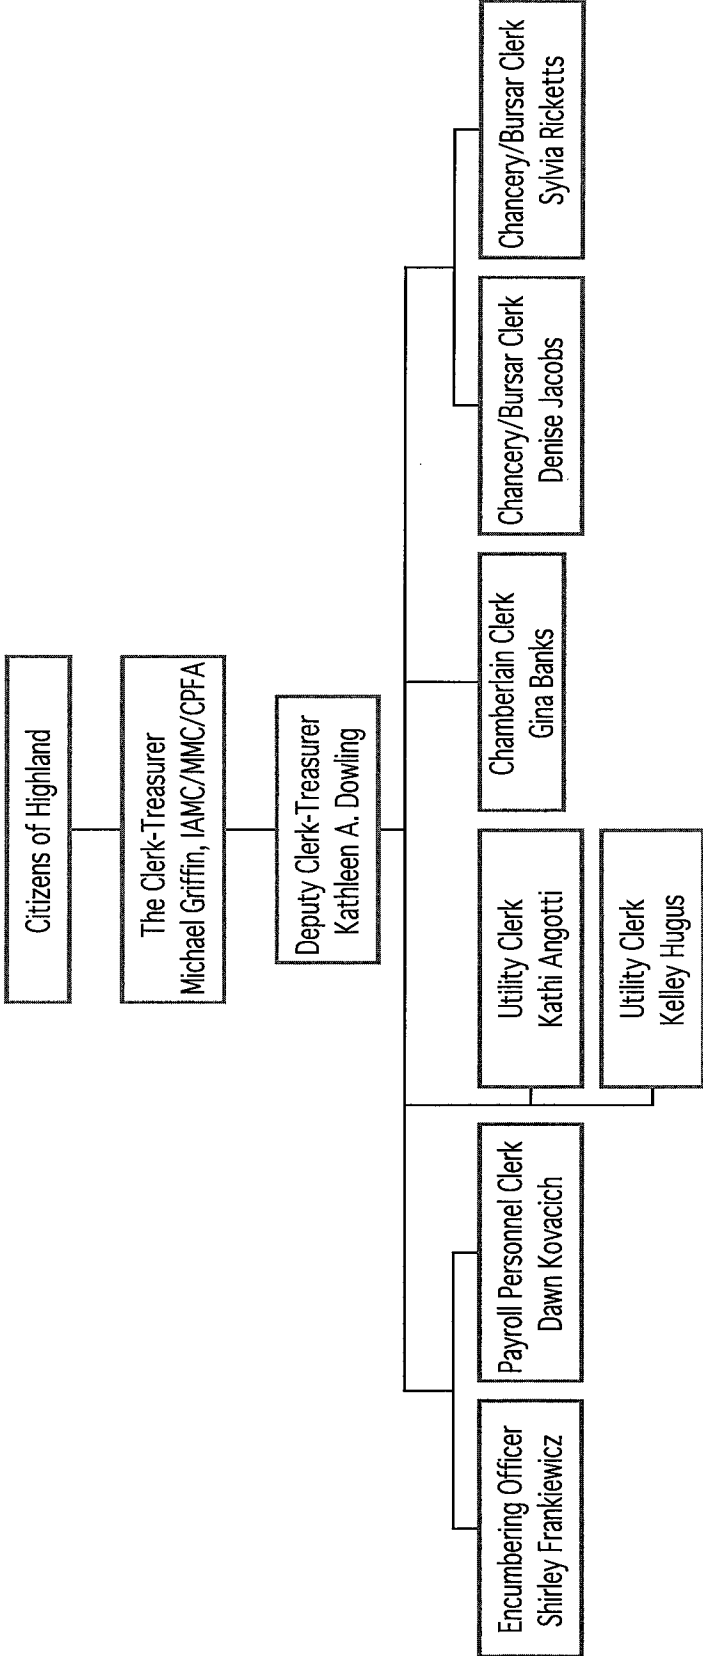 Citizens of Highland
The Clerk-Treasurer
Michael Griffin, IAMC/MMC/CPFA
Deputy Clerk-Treasurer
Kathleen A. Dowling
Encumbering Officer
Shirley Frankiewicz
Payroll Personnel Clerk
Dawn Kovacich
Utility Clerk
Kathi Angotti
Utility Clerk
Kelley Hugus
Chamberlain Clerk
Gina Banks
Chancery/Bursar Clerk
Denise Jacobs
Chancery/Bursar Clerk
Sylvia Ricketts